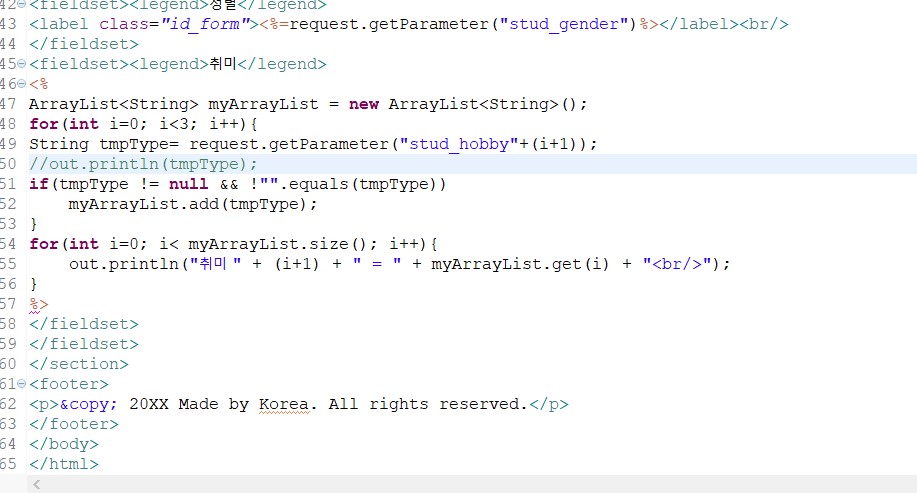 42 <fieldset><legend>성별</legend>
43 <label class="id_form"><%=request.getParameter("stud_gender")%></label><br/>
44 </fieldset>
45 <fieldset><legend>취미</legend>
46 <%
47 ArrayList<String> myArrayList = new ArrayList<String>();
48 for(int i=0; i<3; i++){
49 String tmpType= request.getParameter("stud_hobby"+(i+1));
50 //out.println(tmpType);
51 if(tmpType != null && !"".equals(tmpType))
52     myArrayList.add(tmpType);
53 }
54 for(int i=0; i< myArrayList.size(); i++){
55     out.println("취미 " + (i+1) + " = " + myArrayList.get(i) + "<br/>");
56 }
57 %>
58 </fieldset>
59 </fieldset>
60 </section>
61 <footer>
62 <p>&copy; 20XX Made by Korea. All rights reserved.</p>
63 </footer>
64 </body>
65 </html>